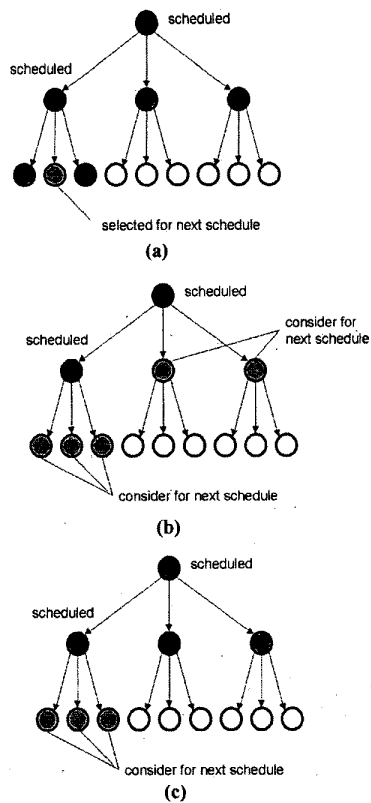 scheduled
scheduled
selected for next schedule
(a)
scheduled
consider for
next schedule
scheduled
consider for next schedule
(b)
scheduled
scheduled
consider for next schedule
(c)